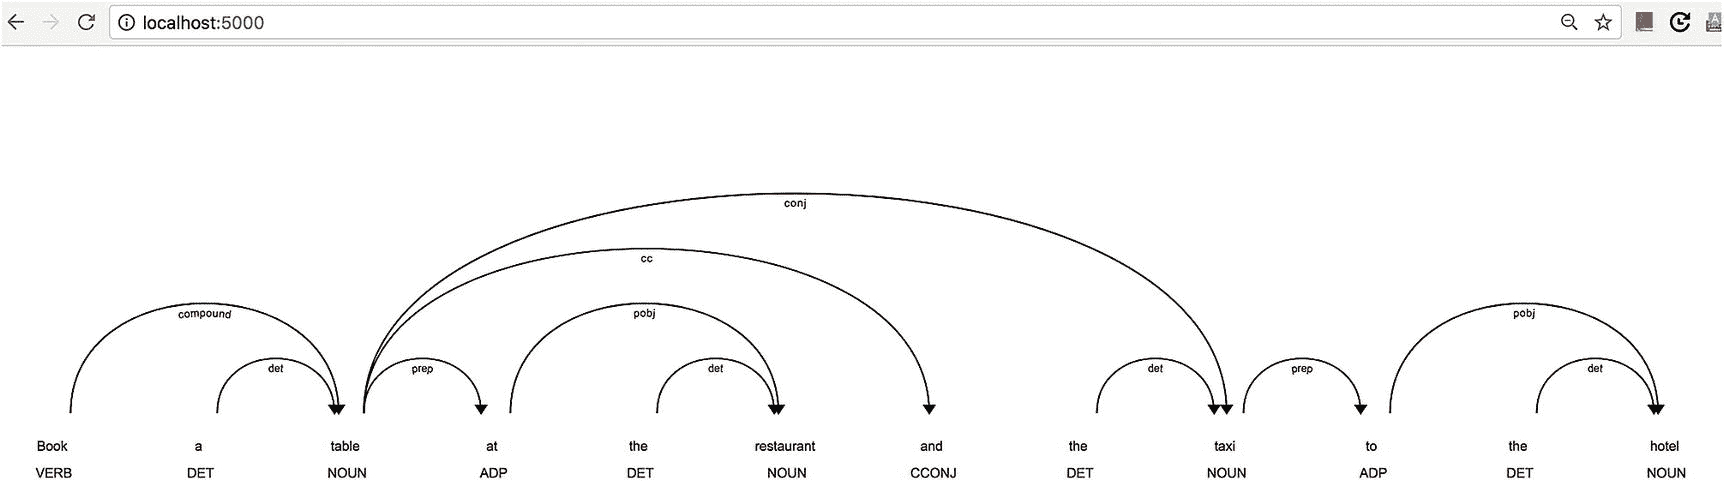 localhost:5000
conj
cc
compound pobj pobj
det prep det det prep det
Book a table at the restaurant and the taxi to the hotel
VERB DET NOUN ADP DET NOUN CCONJ DET NOUN ADP DET NOUN